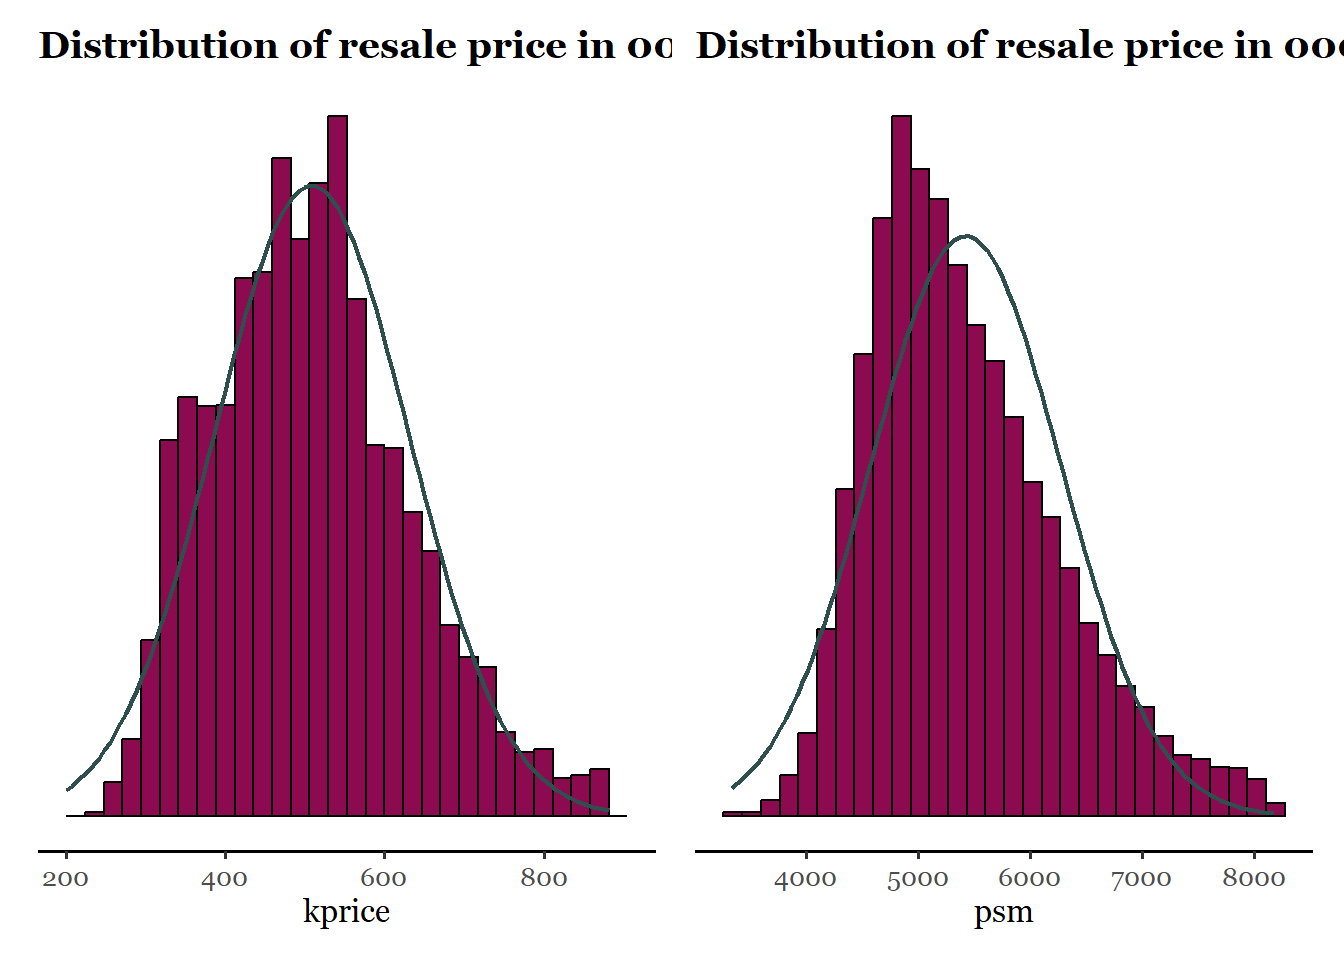 Distribution of resale price in 00
Distribution of resale price in 000
200 400 600 800
kprice
4000 5000 6000 7000 8000
psm